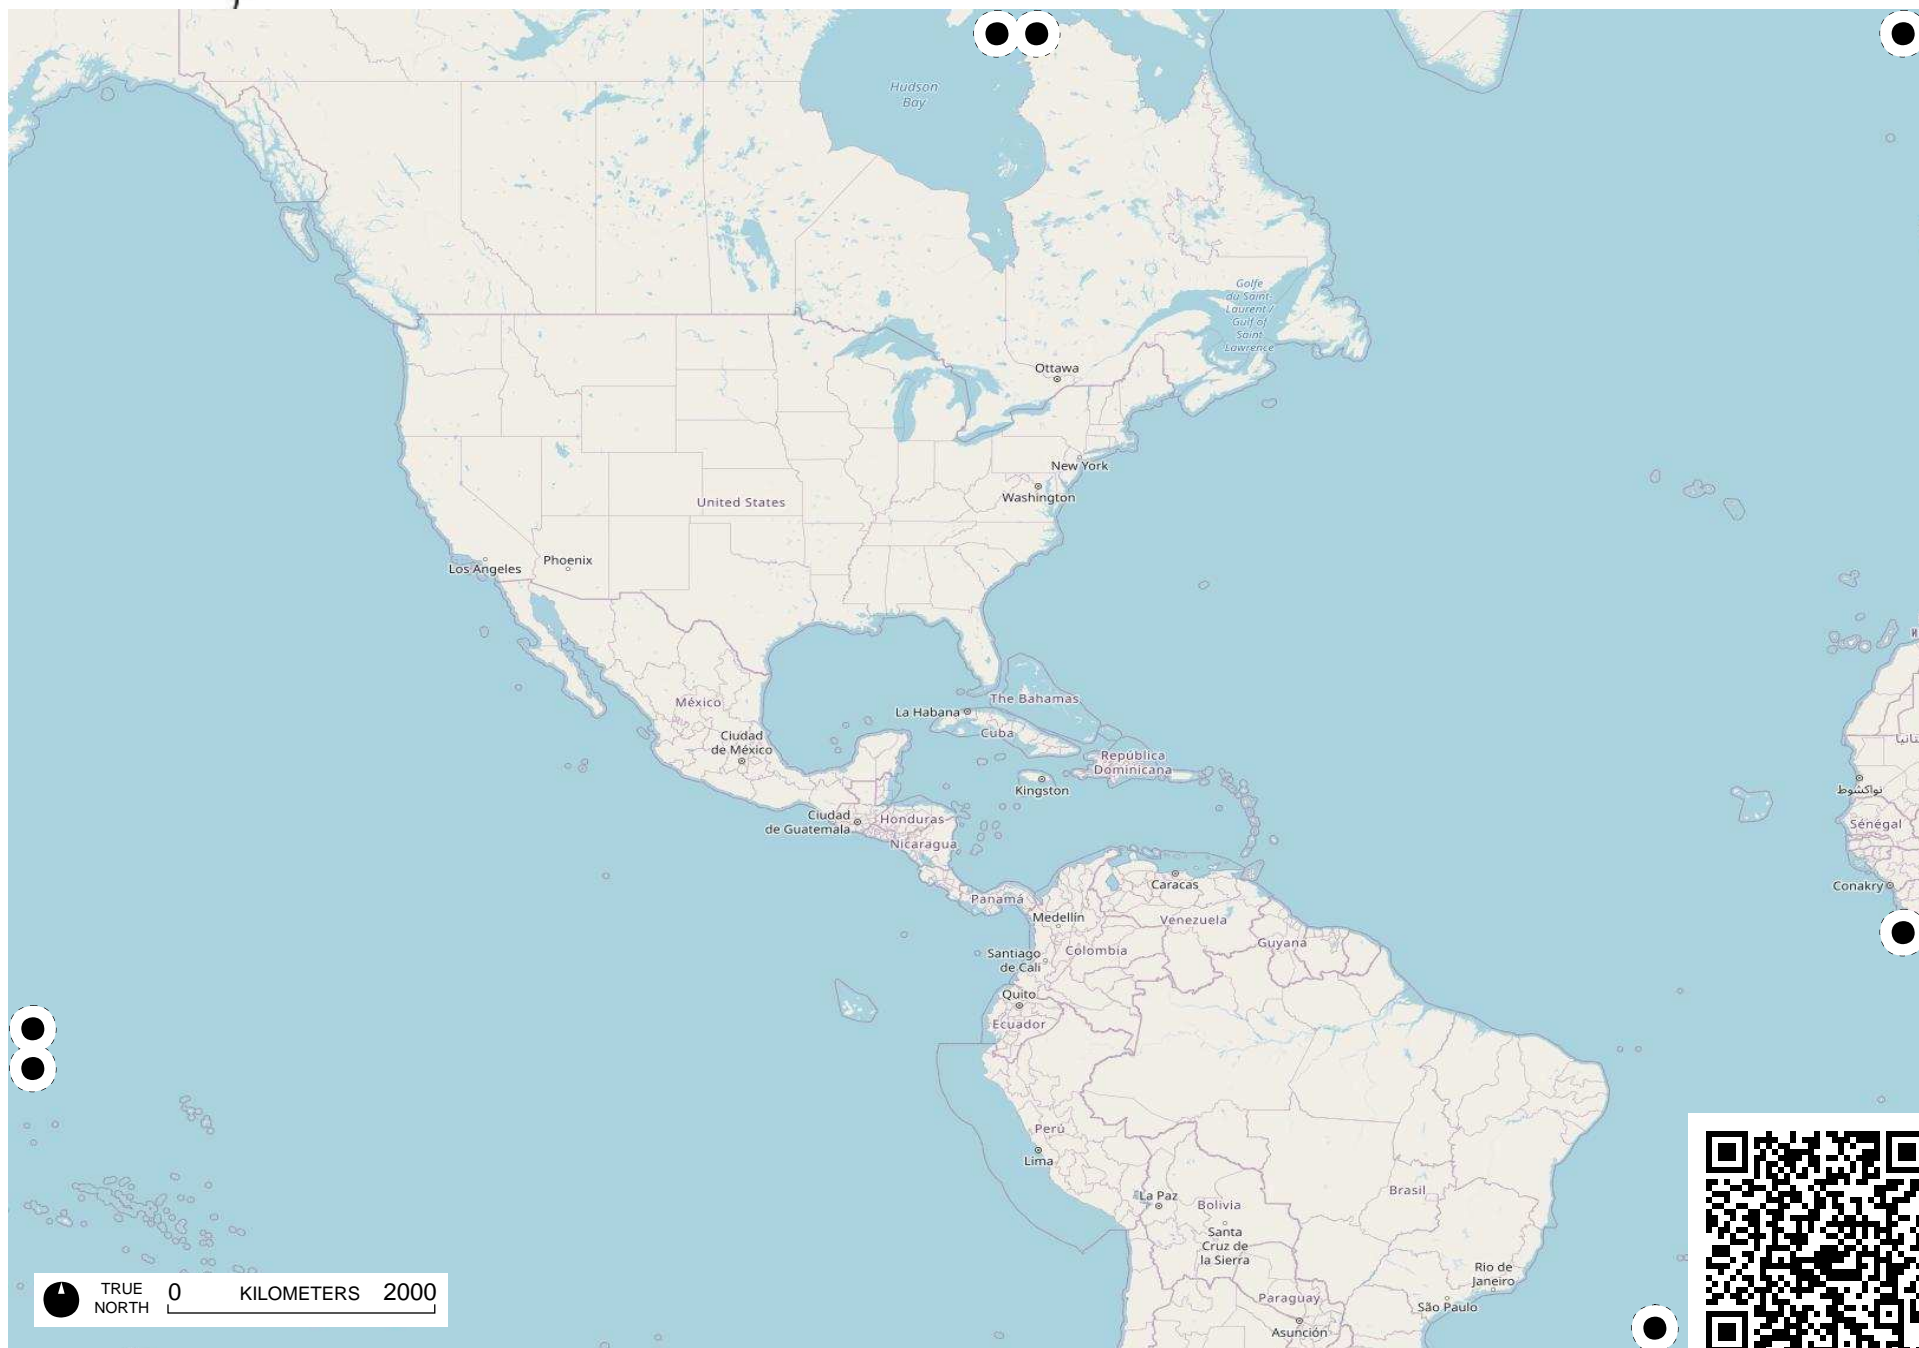 Hudson
Bay
Golfe
du Saint-
Laurent /
Gulf of
Saint
Lawrence
Ottawa
New York
Washington
United States
Phoenix
Los Angeles
México
The Bahamas
La Habana
Cuba
Ciudad
de México
República
Dominicana
Kingston
نواكشوط
Ciudad
de Guatemala
Honduras
Sénégal
Nicaragua
Caracas
Conakry
Panamá
Medellín
Venezuela
Colombia
Guyana
Santiago
de Cali
Quito
Ecuador
Perú
Lima
La Paz
Bolivia
Brasil
Santa
Cruz de
la Sierra
Rio de
Janeiro
Paraguay
São Paulo
Asunción
TRUE
NORTH
0 KILOMETERS 2000